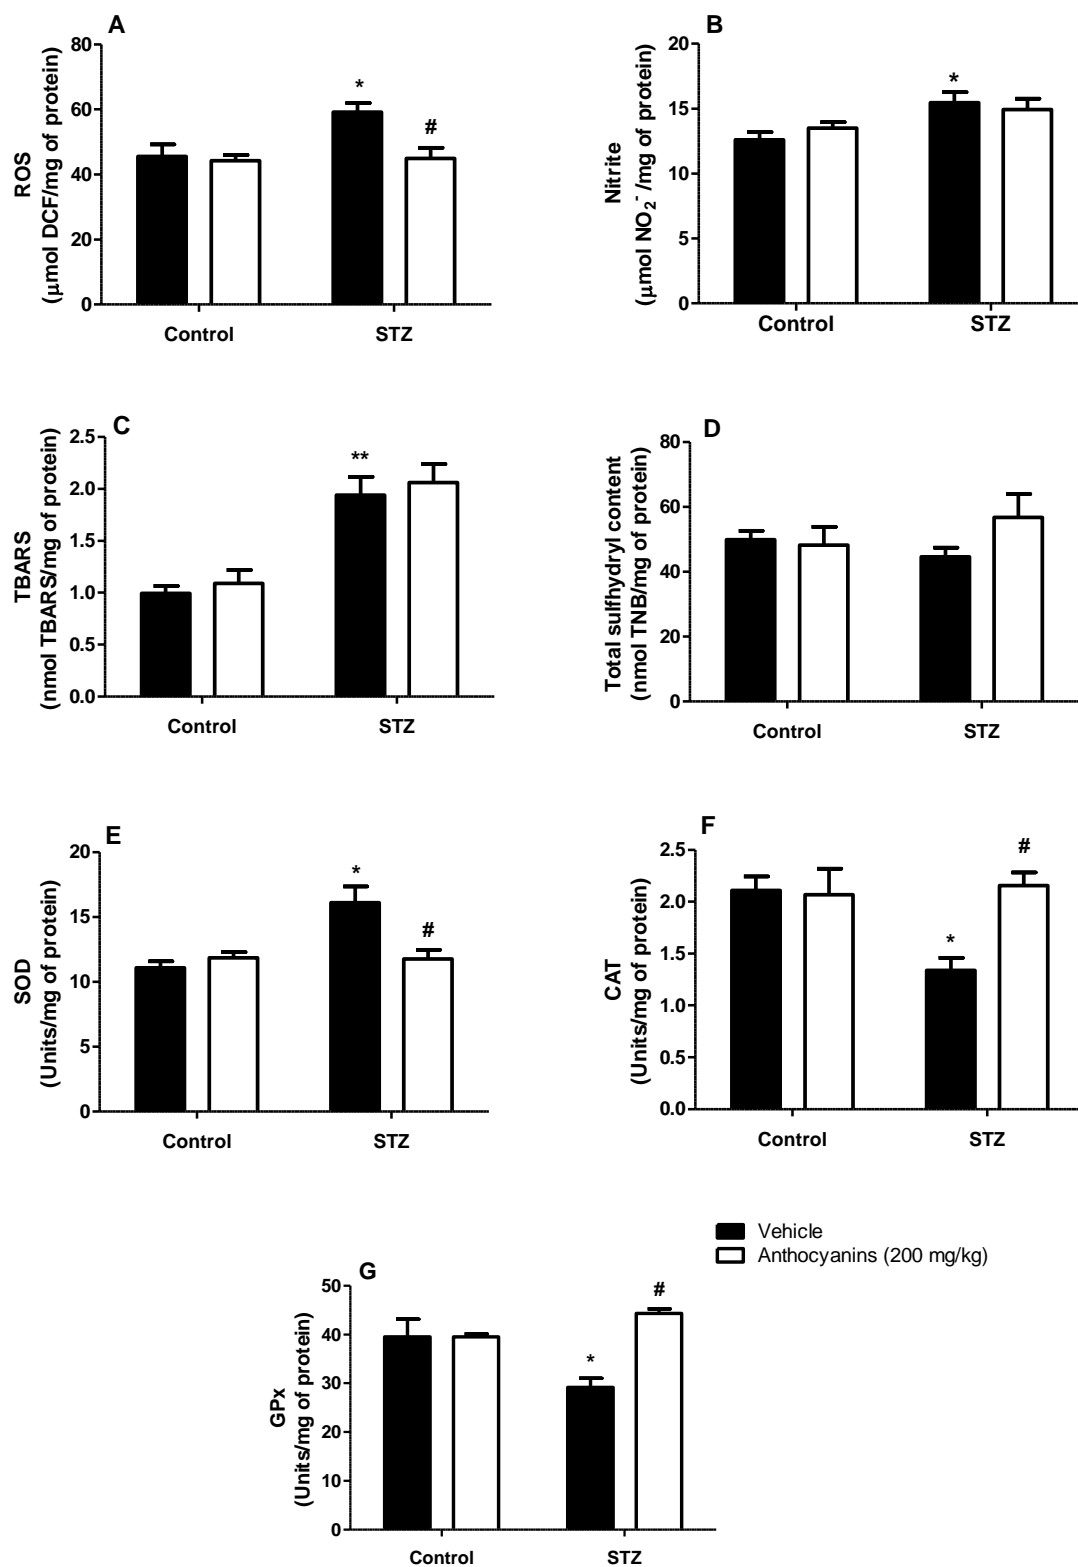 A
ROS
(μmol DCF/mg of protein)
80
60
40
20
0
*
#
Control
STZ
B
Nitrite
(μmol NO₂⁻/mg of protein)
20
15
10
5
0
*
Control
STZ
C
TBARS
(nmol TBARS/mg of protein)
2.5
2.0
1.5
1.0
0.5
0.0
**
Control
STZ
D
Total sulfhydryl content
(nmol TNB/mg of protein)
80
60
40
20
0
Control
STZ
E
SOD
(Units/mg of protein)
20
15
10
5
0
*
#
Control
STZ
F
CAT
(Units/mg of protein)
2.5
2.0
1.5
1.0
0.5
0.0
*
#
Control
STZ
Vehicle
Anthocyanins (200 mg/kg)
G
GPx
(Units/mg of protein)
50
40
30
20
10
0
*
#
Control
STZ